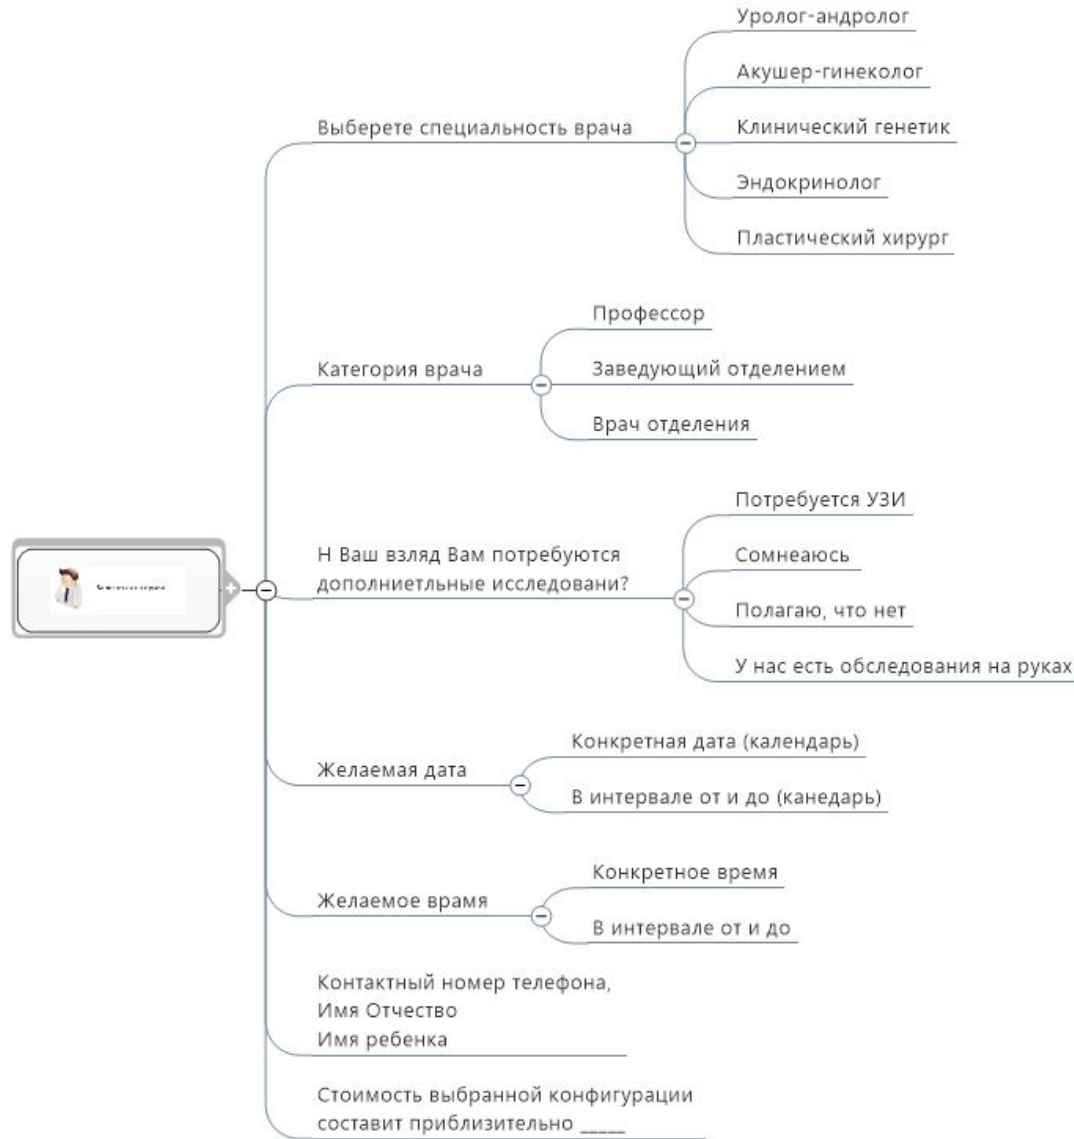 Выберете специальность врача
Уролог-андролог
Акушер-гинеколог
Клинический генетик
Эндокринолог
Пластический хирург
Категория врача
Профессор
Заведующий отделением
Врач отделения
Н Ваш взляд Вам потребуются
дополниетльные исследовани?
Потребуется УЗИ
Сомнеаюсь
Полагаю, что нет
У нас есть обследования на руках
Желаемая дата
Конкретная дата (календарь)
В интервале от и до (канедарь)
Желаемое врамя
Конкретное время
В интервале от и до
Контактный номер телефона,
Имя Отчество
Имя ребенка
Стоимость выбранной конфигурации
составит приблизительно _____